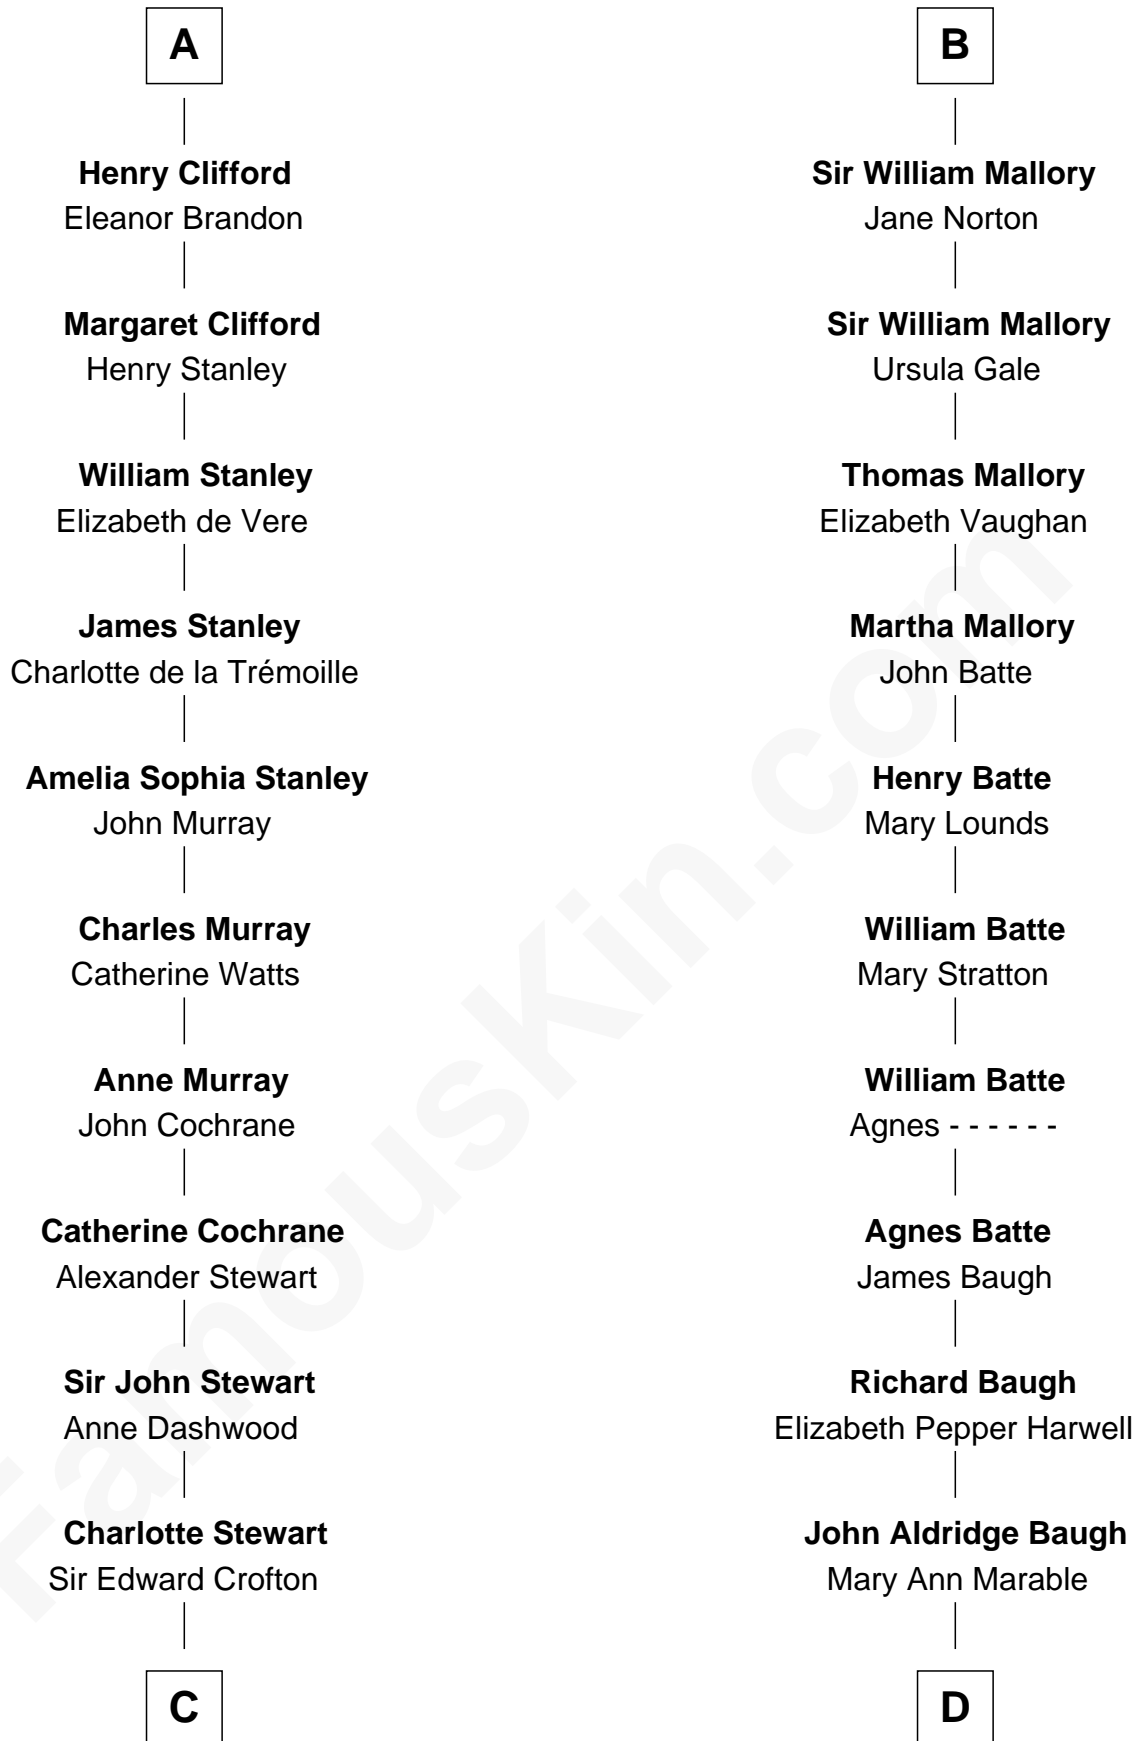 A
Henry Clifford
Eleanor Brandon
Margaret Clifford
Henry Stanley
William Stanley
Elizabeth de Vere
James Stanley
Charlotte de la Trémoille
Amelia Sophia Stanley
John Murray
Charles Murray
Catherine Watts
Anne Murray
John Cochrane
Catherine Cochrane
Alexander Stewart
Sir John Stewart
Anne Dashwood
Charlotte Stewart
Sir Edward Crofton
C
B
Sir William Mallory
Jane Norton
Sir William Mallory
Ursula Gale
Thomas Mallory
Elizabeth Vaughan
Martha Mallory
John Batte
Henry Batte
Mary Lounds
William Batte
Mary Stratton
William Batte
Agnes - - - - - -
Agnes Batte
James Baugh
Richard Baugh
Elizabeth Pepper Harwell
John Aldridge Baugh
Mary Ann Marable
D
FamousKin.com